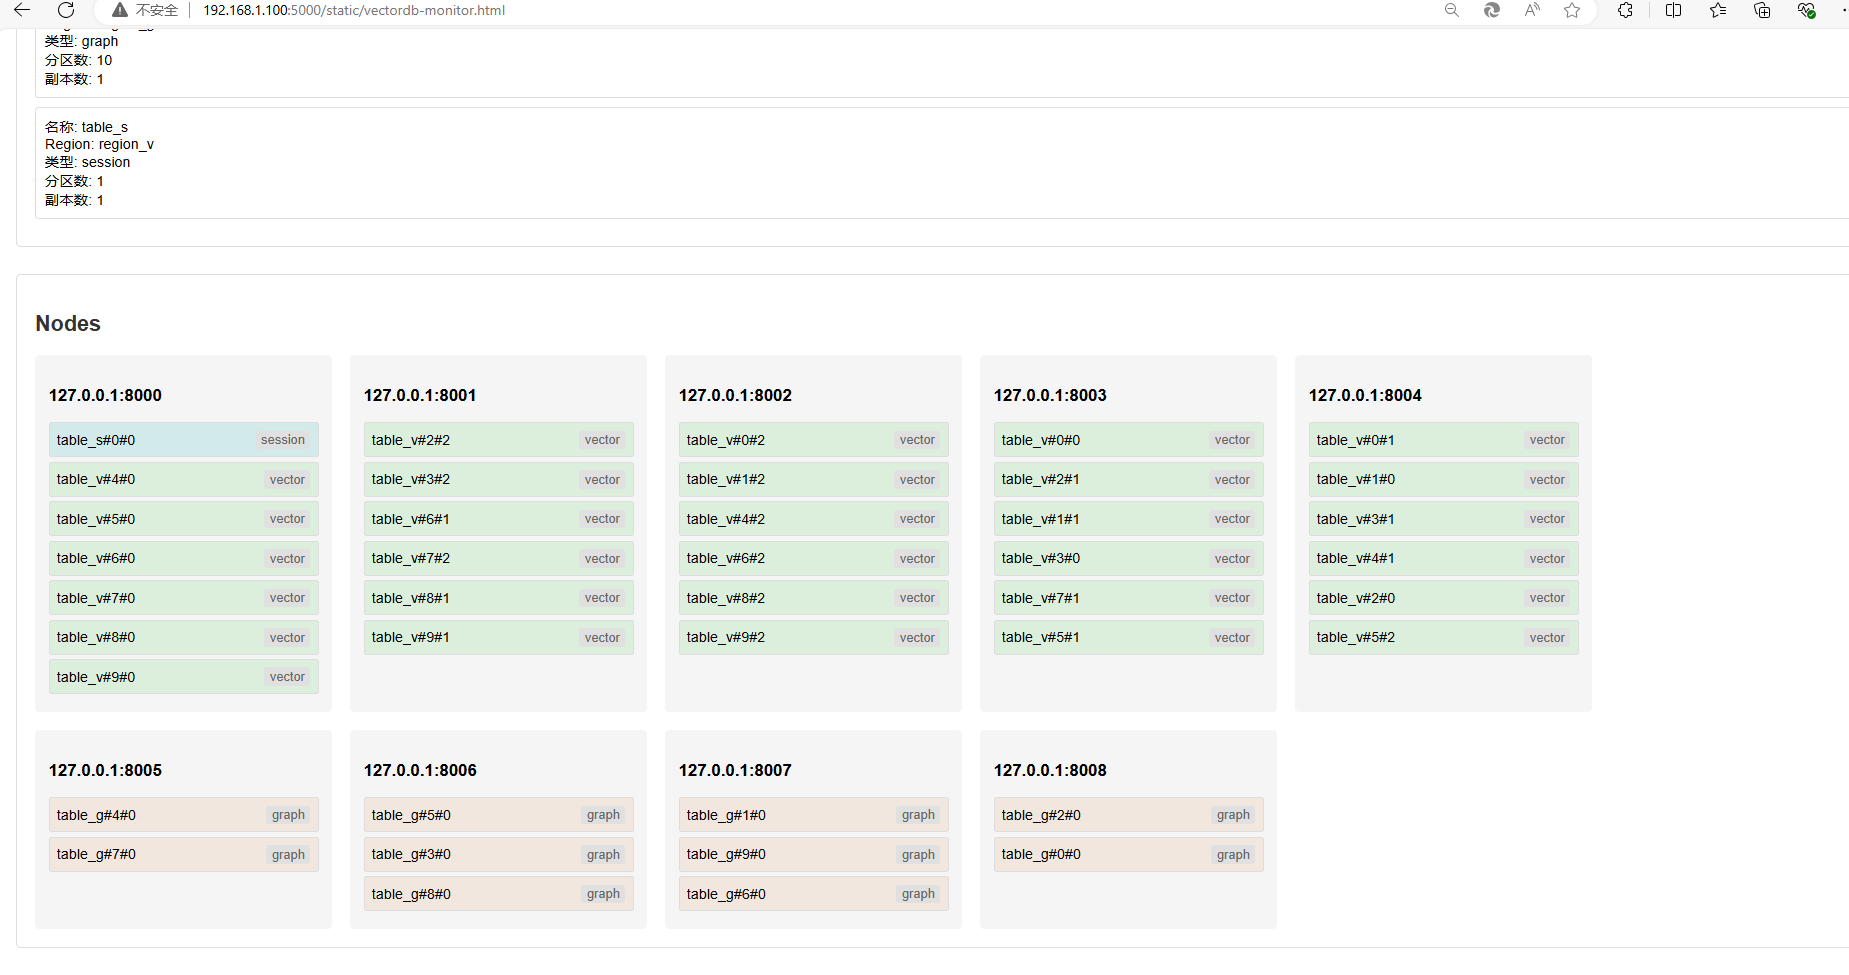 不安全 192.168.1.100:5000/static/vectordb-monitor.html
类型: graph
分区数: 10
副本数: 1
名称: table_s
Region: region_v
类型: session
分区数: 1
副本数: 1
Nodes
127.0.0.1:8000
table_s#0#0 session
table_v#4#0 vector
table_v#5#0 vector
table_v#6#0 vector
table_v#7#0 vector
table_v#8#0 vector
table_v#9#0 vector
127.0.0.1:8001
table_v#2#2 vector
table_v#3#2 vector
table_v#6#1 vector
table_v#7#2 vector
table_v#8#1 vector
table_v#9#1 vector
127.0.0.1:8002
table_v#0#2 vector
table_v#1#2 vector
table_v#4#2 vector
table_v#6#2 vector
table_v#8#2 vector
table_v#9#2 vector
127.0.0.1:8003
table_v#0#0 vector
table_v#2#1 vector
table_v#1#1 vector
table_v#3#0 vector
table_v#7#1 vector
table_v#5#1 vector
127.0.0.1:8004
table_v#0#1 vector
table_v#1#0 vector
table_v#3#1 vector
table_v#4#1 vector
table_v#2#0 vector
table_v#5#2 vector
127.0.0.1:8005
table_g#4#0 graph
table_g#7#0 graph
127.0.0.1:8006
table_g#5#0 graph
table_g#3#0 graph
table_g#8#0 graph
127.0.0.1:8007
table_g#1#0 graph
table_g#9#0 graph
table_g#6#0 graph
127.0.0.1:8008
table_g#2#0 graph
table_g#0#0 graph